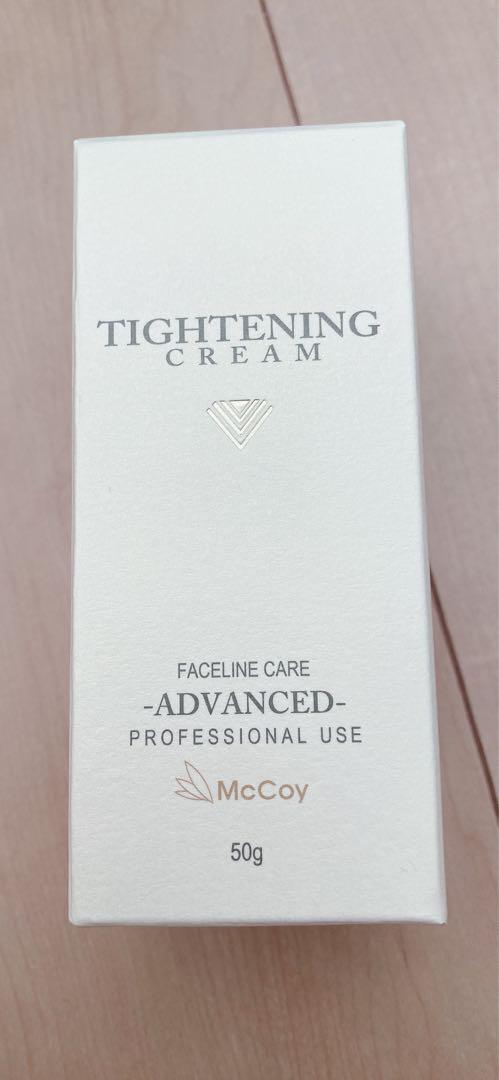 TIGHTENING
CREAM
FACELINE CARE
-ADVANCED-
PROFESSIONAL USE
McCoy
50g